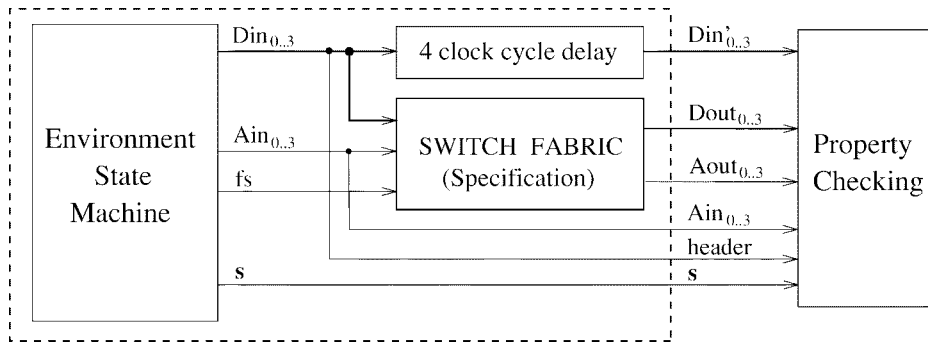 Din0..3
4 clock cycle delay
Din'0..3
Environment
State
Machine
Ain0..3
fs
s
SWITCH FABRIC
(Specification)
Dout0..3
Aout0..3
Ain0..3
header
s
Property
Checking